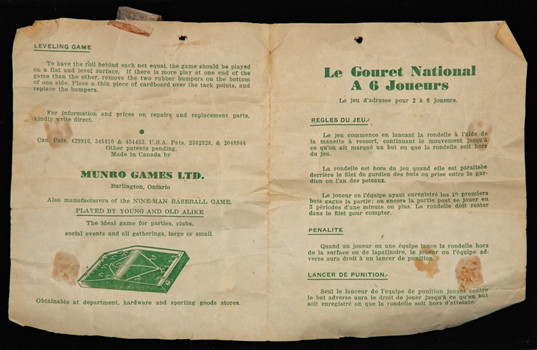 LEVELING GAME
To have the roll behind each net equal, the game should be played
on a flat and level surface. If there is more play at one end of the
game than the other, remove the two rubber bumpers on the bottom
of one side. Place a thin piece of cardboard over the tack points, and
replace the bumpers.
For information and prices on repairs and replacement parts,
kindly write direct.
Can. Pats. 429916, 345610 & 454452. U.S.A. Pats. & 2049944
Other patents pending.
Made in Canada by
MUNRO GAMES LTD.
Burlington, Ontario
Also manufacturers of the NINE-MAN BASEBALL GAME.
PLAYED BY YOUNG AND OLD ALIKE
The ideal game for parties, clubs,
social events and all gatherings, large or small.
Obtainable at department, hardware and sporting goods stores.
Le Gouret National
A 6 Joueurs
Le jeu d'adresse pour 2 à 6 joueurs.
REGLES DU JEU.-
Le jeu commence en lancant la rondelle à l'aide de
la manette à ressort, continuant le mouvement jusqu'à
ce qu'on ait marqué un but ou que la rondelle soit hors
du jeu.
La rondelle est hors du jeu quand elle est paralisée
derrière le filet du gardien des buts ou prise entre le gar-
dien ou l'un des poteaux.
Le joueur ou l'équipe ayant enregistré les premiers
buts gagne la partie; ou encore la partie peut se jouer en
3 périodes d'une minute ou plus. La rondelle doit rester
dans le filet pour compter.
PENALITE
Quand un joueur ou une équipe lance la rondelle hors
de la surface ou de lapatinoire, le joueur ou l'équipe ad-
verse aura droit à un lancer de punition.
LANCER DE PUNITION.-
Seul le lanceur de l'equipe de punition jouant contre
le but adverse aura le droit de jouer jusqu'à ce qu'un but
soit enregistré ou que la rondelle soit hors d'atteinte.